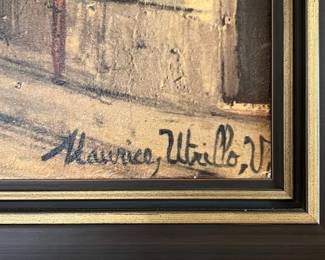 Maurice, Utrillo, V.